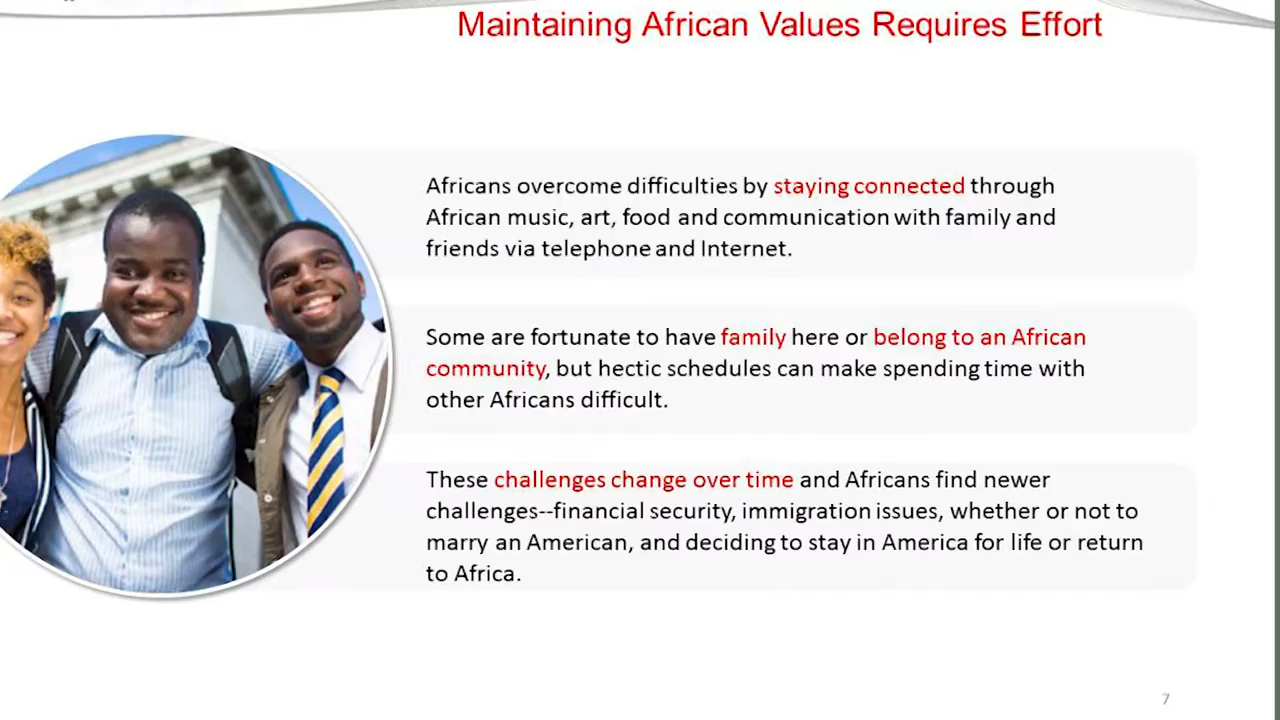 Maintaining African Values Requires Effort
Africans overcome difficulties by staying connected through
African music, art, food and communication with family and
friends via telephone and Internet.
Some are fortunate to have family here or belong to an African
community, but hectic schedules can make spending time with
other Africans difficult.
These challenges change over time and Africans find newer
challenges--financial security, immigration issues, whether or not to
marry an American, and deciding to stay in America for life or return
to Africa.
7